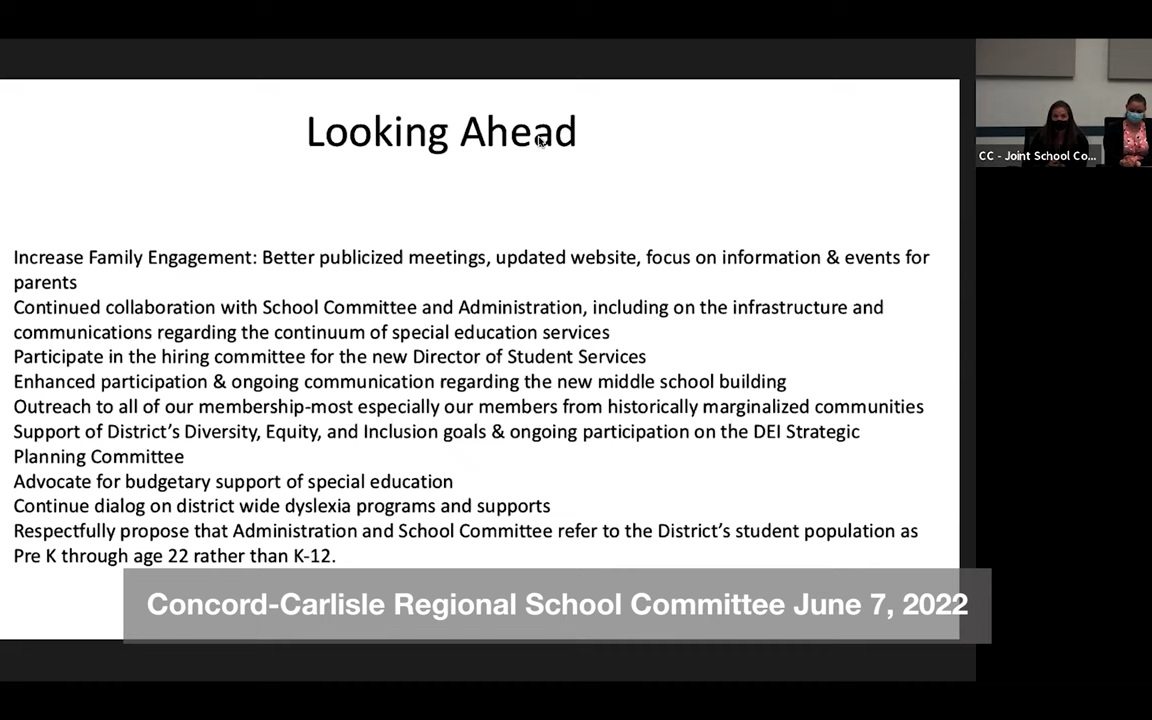 Looking Ahead
CC - Joint School Co...
Increase Family Engagement: Better publicized meetings, updated website, focus on information & events for
parents
Continued collaboration with School Committee and Administration, including on the infrastructure and
communications regarding the continuum of special education services
Participate in the hiring committee for the new Director of Student Services
Enhanced participation & ongoing communication regarding the new middle school building
Outreach to all of our membership-most especially our members from historically marginalized communities
Support of District’s Diversity, Equity, and Inclusion goals & ongoing participation on the DEI Strategic
Planning Committee
Advocate for budgetary support of special education
Continue dialog on district wide dyslexia programs and supports
Respectfully propose that Administration and School Committee refer to the District’s student population as
Pre K through age 22 rather than K-12.
Concord-Carlisle Regional School Committee June 7, 2022